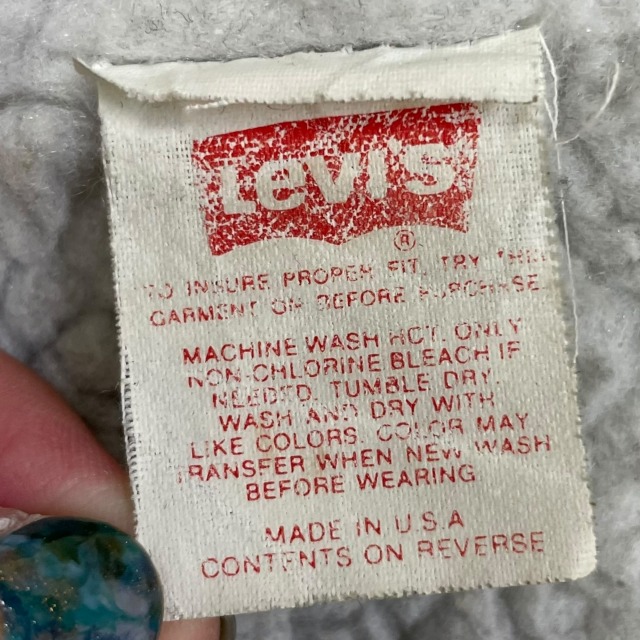 Levi's
®
TO INSURE PROPER FIT, TRY THE
GARMENT ON BEFORE PURCHASE
MACHINE WASH HOT. ONLY
NON-CHLORINE BLEACH IF
NEEDED. TUMBLE DRY.
WASH AND DRY WITH
LIKE COLORS. COLOR MAY
TRANSFER WHEN NEW. WASH
BEFORE WEARING
MADE IN U.S.A
CONTENTS ON REVERSE